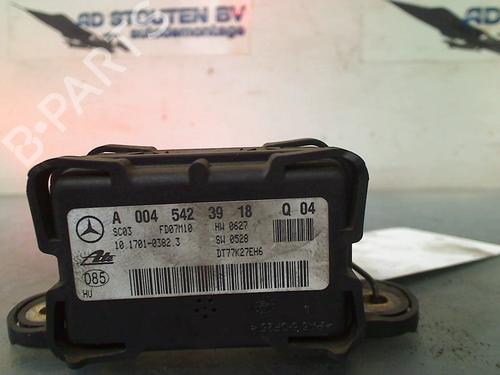 AD STOUTEN BV
autodemontage
B-PARTS
A 004 542 39 18 Q 04
SC03 FD07M10 HW 0627
10.1701-0382.3 SW 0528
Ate DT77K27EH6
085
HU